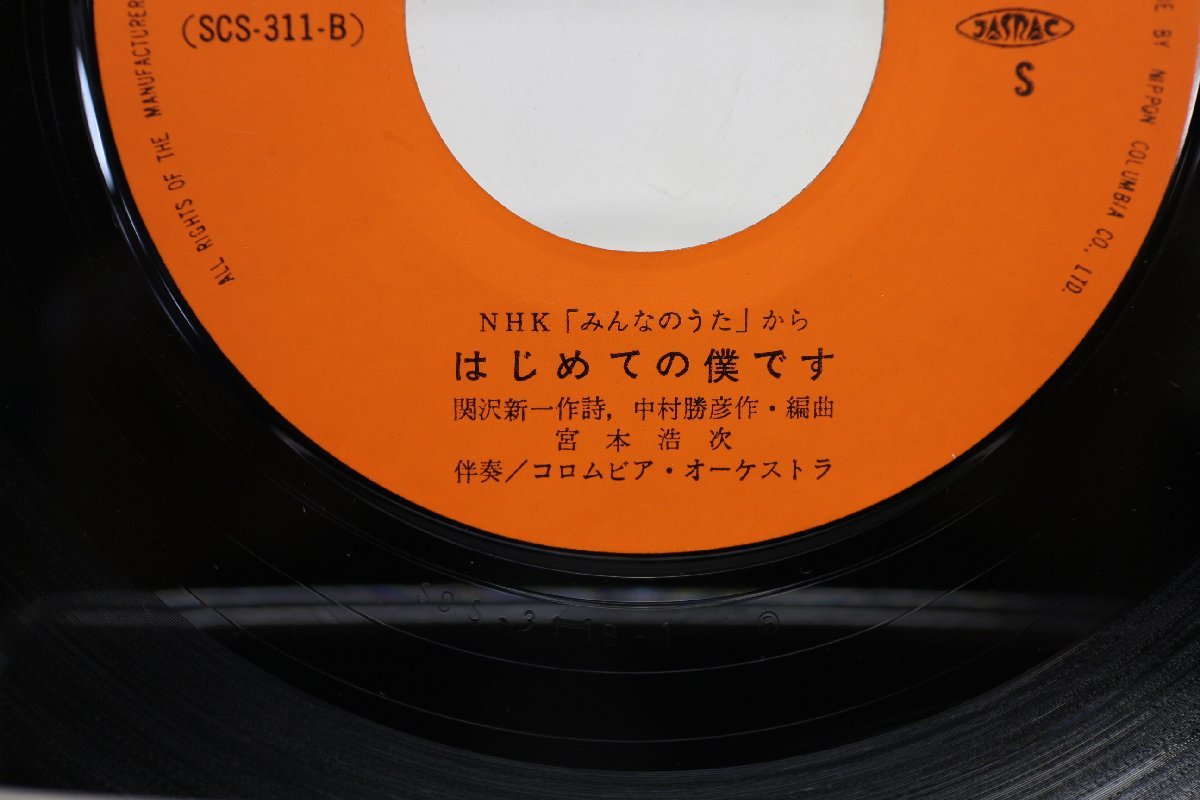 (SCS-311-B)
JASRAC
S
ALL RIGHTS OF THE MANUFACTURER
BY NIPPON COLUMBIA CO., LTD.
NHK「みんなのうた」から
はじめての僕です
関沢新一作詩, 中村勝彦作・編曲
宮本浩次
伴奏/コロムビア・オーケストラ